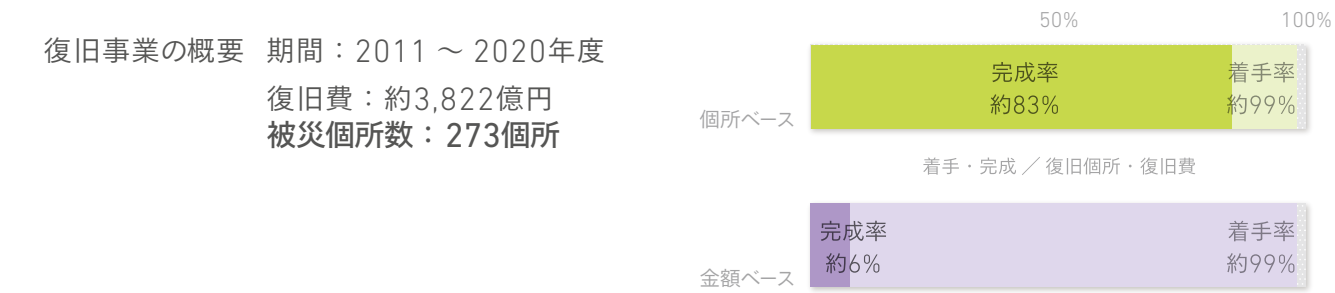 復旧事業の概要 期間：2011 ～ 2020年度
復旧費：約3,822億円
被災個所数：273個所
50% 100%
個所ベース
完成率 着手率
約83% 約99%
着手・完成 ／ 復旧個所・復旧費
金額ベース
完成率 着手率
約6% 約99%